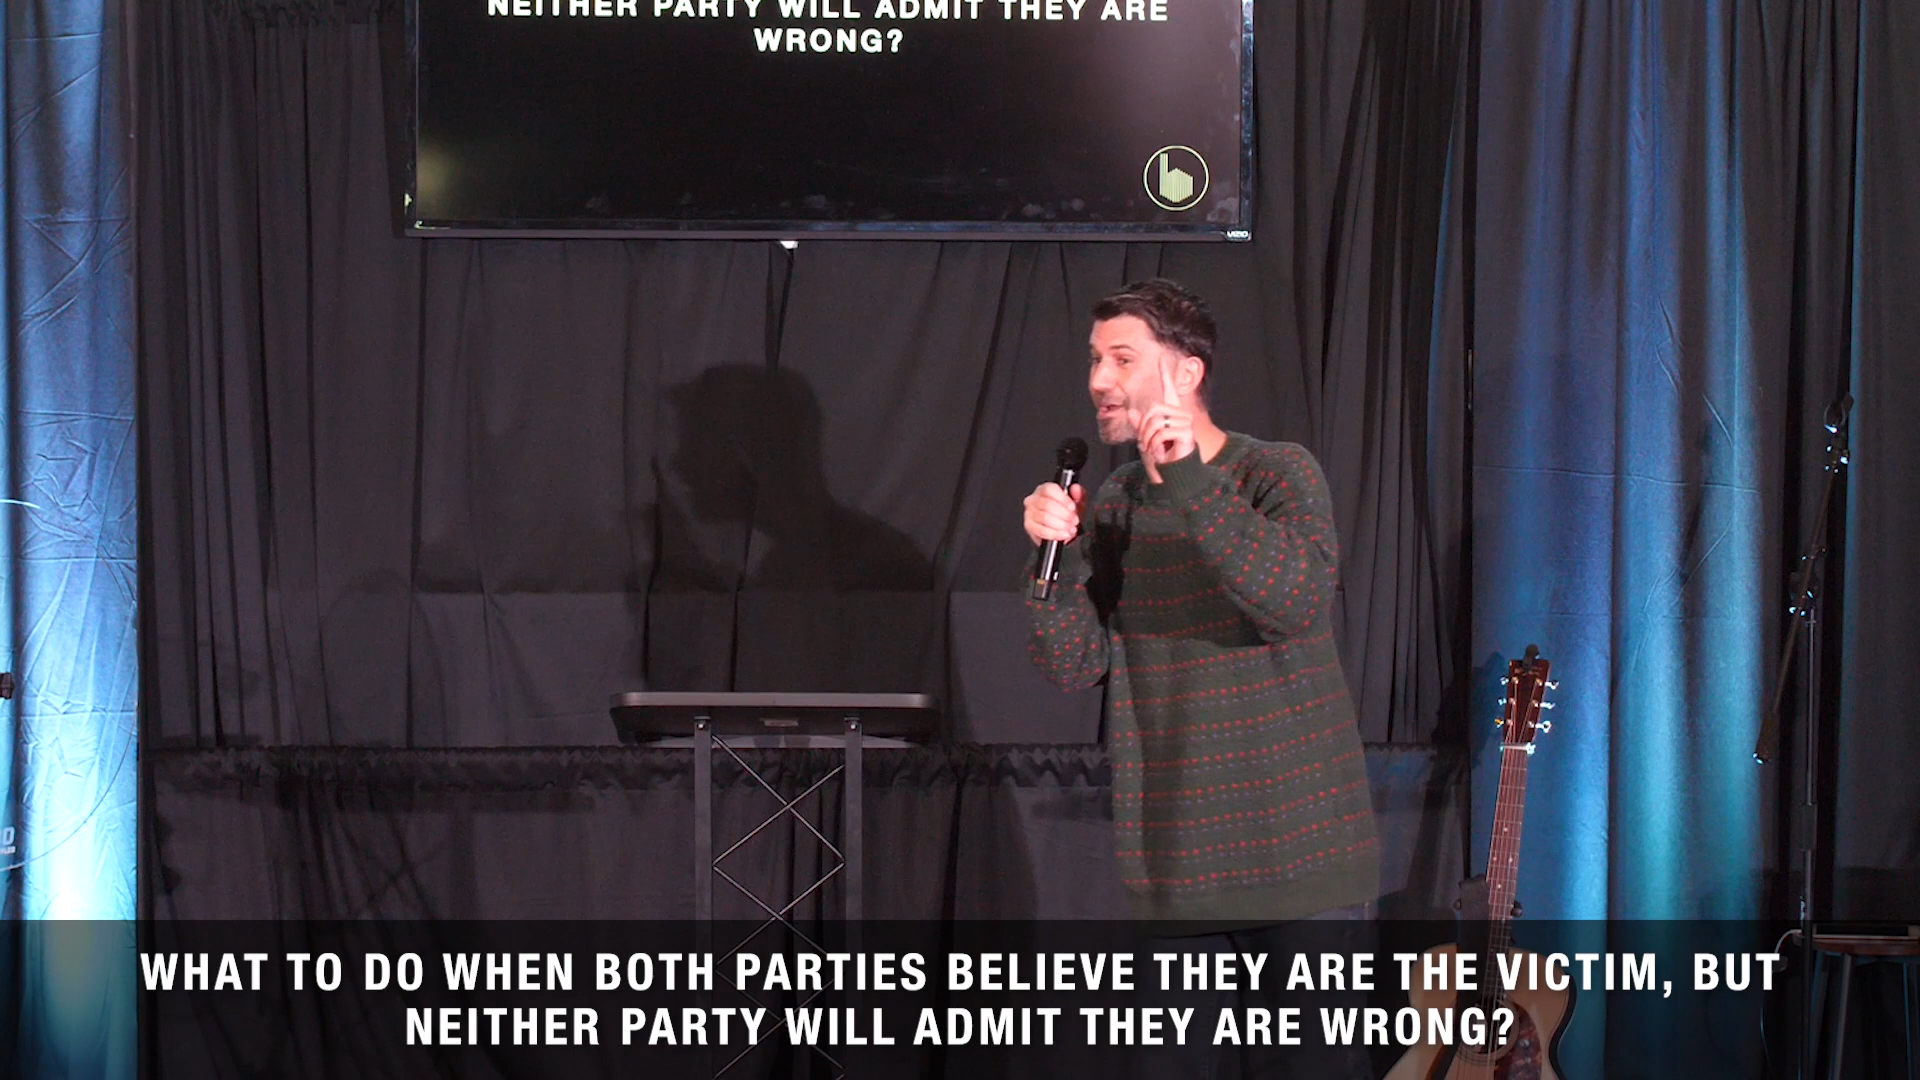 NEITHER PARTY WILL ADMIT THEY ARE
WRONG?
VIZIO
WHAT TO DO WHEN BOTH PARTIES BELIEVE THEY ARE THE VICTIM, BUT
NEITHER PARTY WILL ADMIT THEY ARE WRONG?